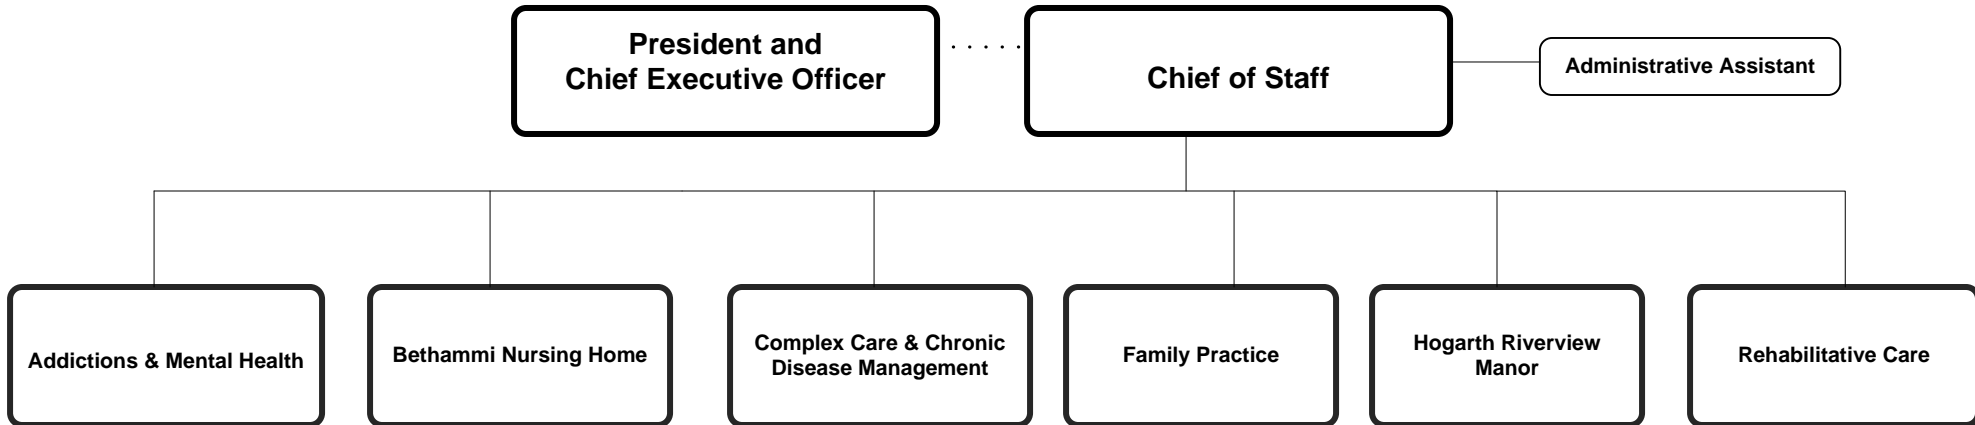 President and
Chief Executive Officer
Chief of Staff
Administrative Assistant
Addictions & Mental Health
Bethammi Nursing Home
Complex Care & Chronic
Disease Management
Family Practice
Hogarth Riverview
Manor
Rehabilitative Care